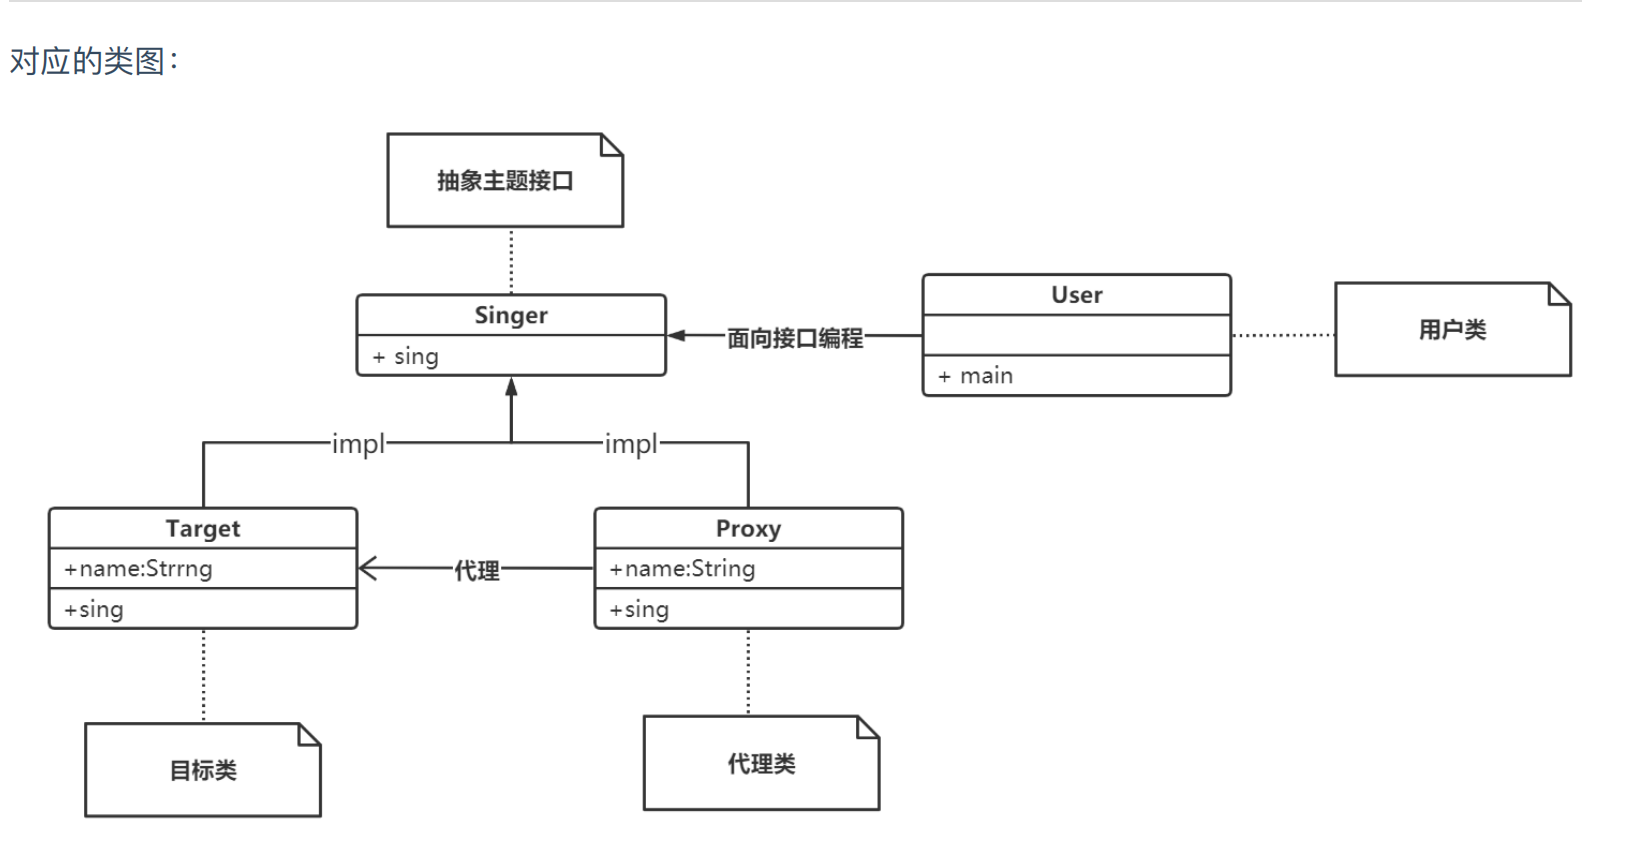 对应的类图：
抽象主题接口
Singer
+ sing
面向接口编程
User
+ main
用户类
impl
impl
Target
+name:Strrng
+sing
代理
Proxy
+name:String
+sing
目标类
代理类